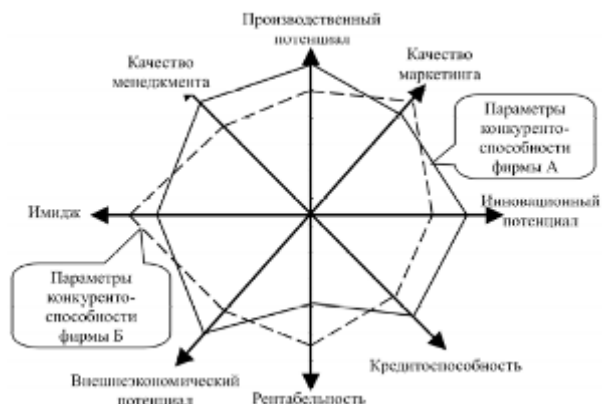 Производственный
потенциал
Качество
менеджмента
Качество
маркетинга
Параметры
конкуренто-
способности
фирмы А
Имидж
Инновационный
потенциал
Параметры
конкуренто-
способности
фирмы Б
Кредитоспособность
Внешнеэкономический
потенциал
Рентабельность